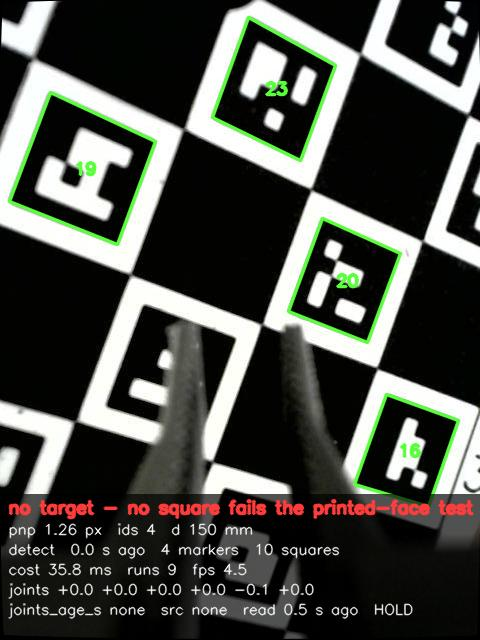 23
19
20
16
no target - no square fails the printed-face test
pnp 1.26 px  ids 4  d 150 mm
detect  0.0 s ago  4 markers  10 squares
cost 35.8 ms  runs 9  fps 4.5
joints +0.0 +0.0 +0.0 +0.0 -0.1 +0.0
joints_age_s none  src none  read 0.5 s ago  HOLD